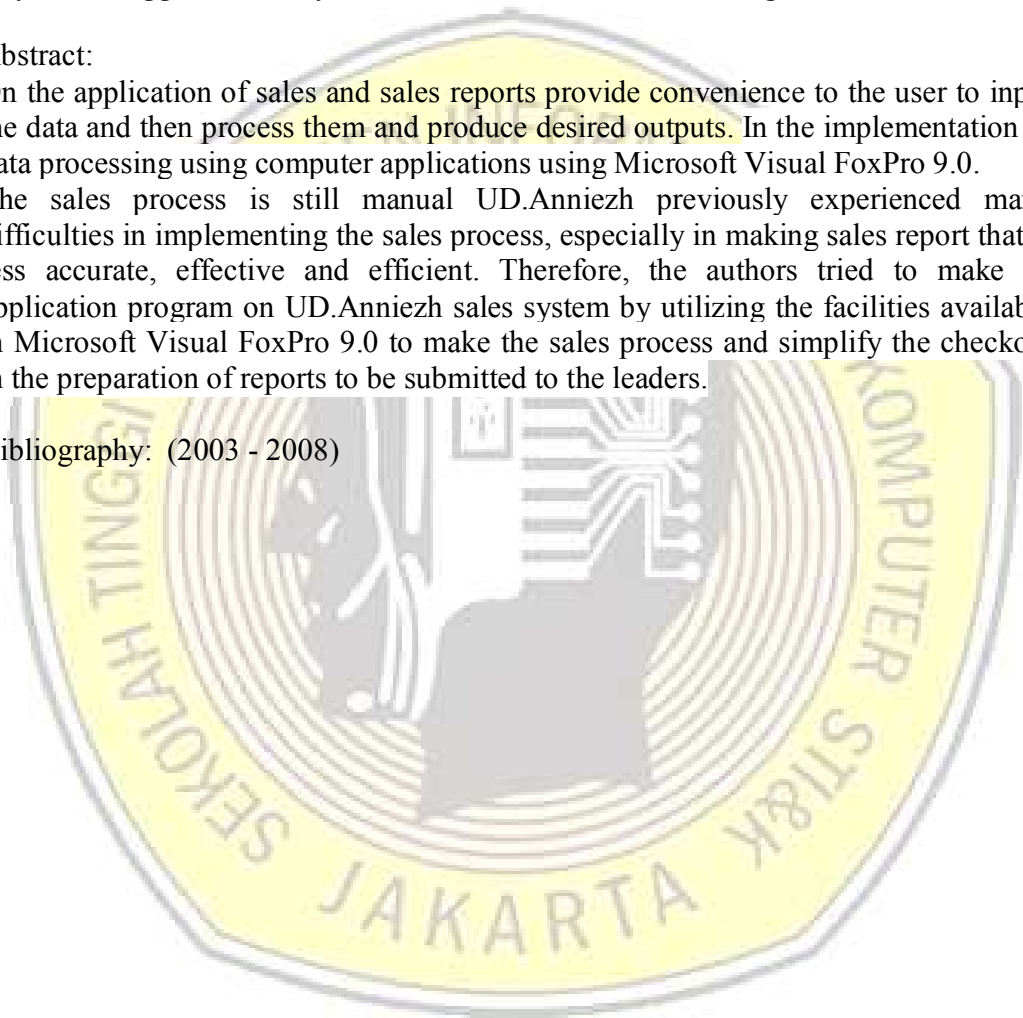 bstract:
n the application of sales and sales reports provide convenience to the user to inp
he data and then process them and produce desired outputs. In the implementation
ata processing using computer applications using Microsoft Visual FoxPro 9.0.
he sales process is still manual UD.Anniezh previously experienced ma
ifficulties in implementing the sales process, especially in making sales report that
ess accurate, effective and efficient. Therefore, the authors tried to make
pplication program on UD.Anniezh sales system by utilizing the facilities availab
n Microsoft Visual FoxPro 9.0 to make the sales process and simplify the checko
n the preparation of reports to be submitted to the leaders.
ibliography: (2003 - 2008)
SEKOLAH TINGGI
KOMPUTER STI&K
JAKARTA